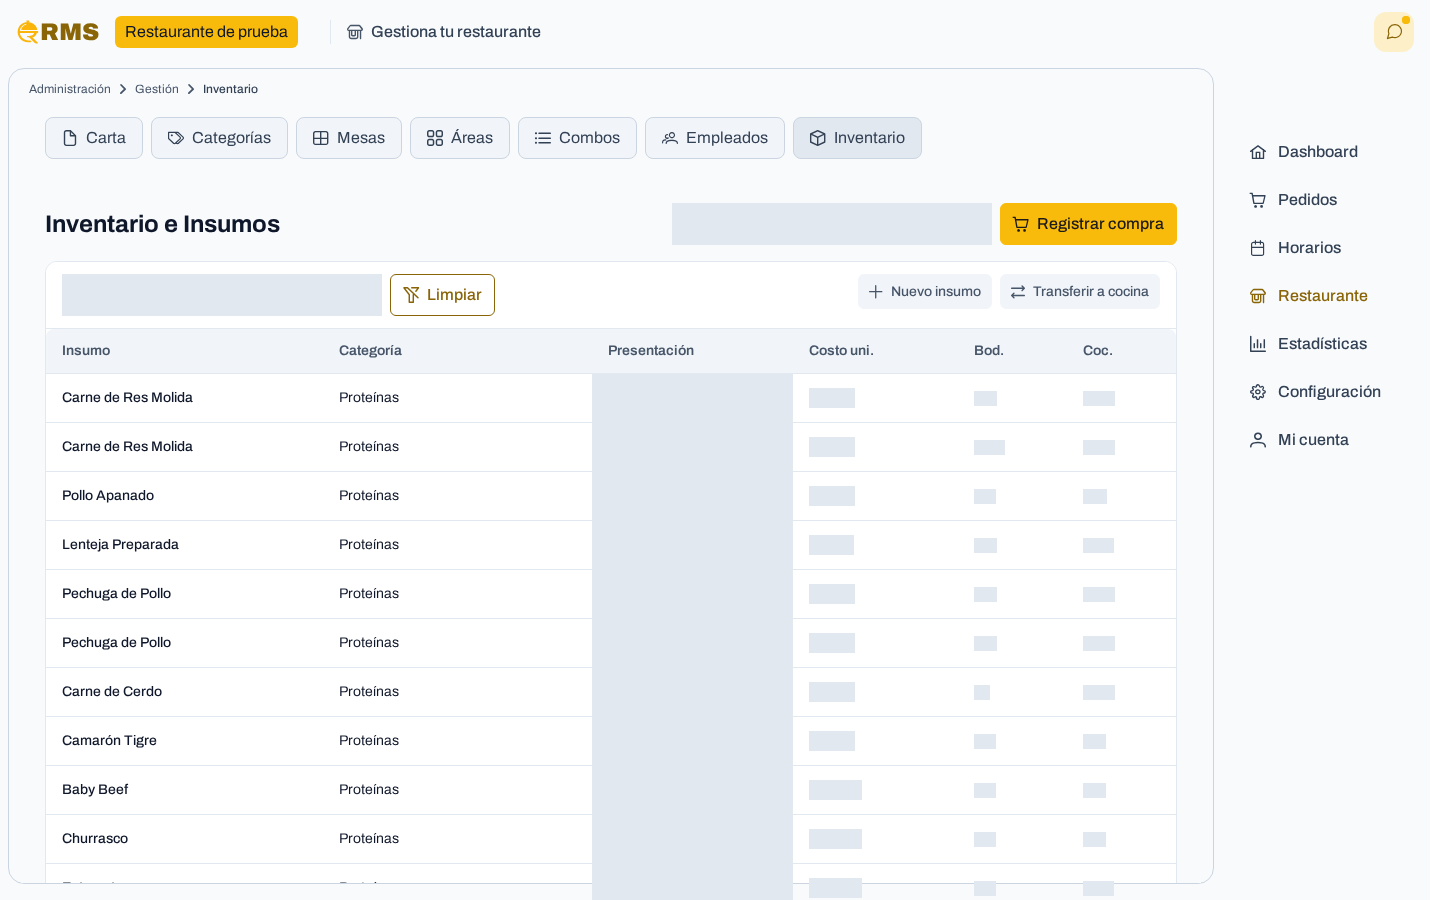 RMS
Restaurante de prueba
Gestiona tu restaurante
Administración
Gestión
Inventario
Carta
Categorías
Mesas
Áreas
Combos
Empleados
Inventario
Inventario e Insumos
Registrar compra
Limpiar
Nuevo insumo
Transferir a cocina
Insumo Categoría Presentación Costo uni. Bod. Coc.
Carne de Res Molida Proteínas
Carne de Res Molida Proteínas
Pollo Apanado Proteínas
Lenteja Preparada Proteínas
Pechuga de Pollo Proteínas
Pechuga de Pollo Proteínas
Carne de Cerdo Proteínas
Camarón Tigre Proteínas
Baby Beef Proteínas
Churrasco Proteínas
Dashboard
Pedidos
Horarios
Restaurante
Estadísticas
Configuración
Mi cuenta